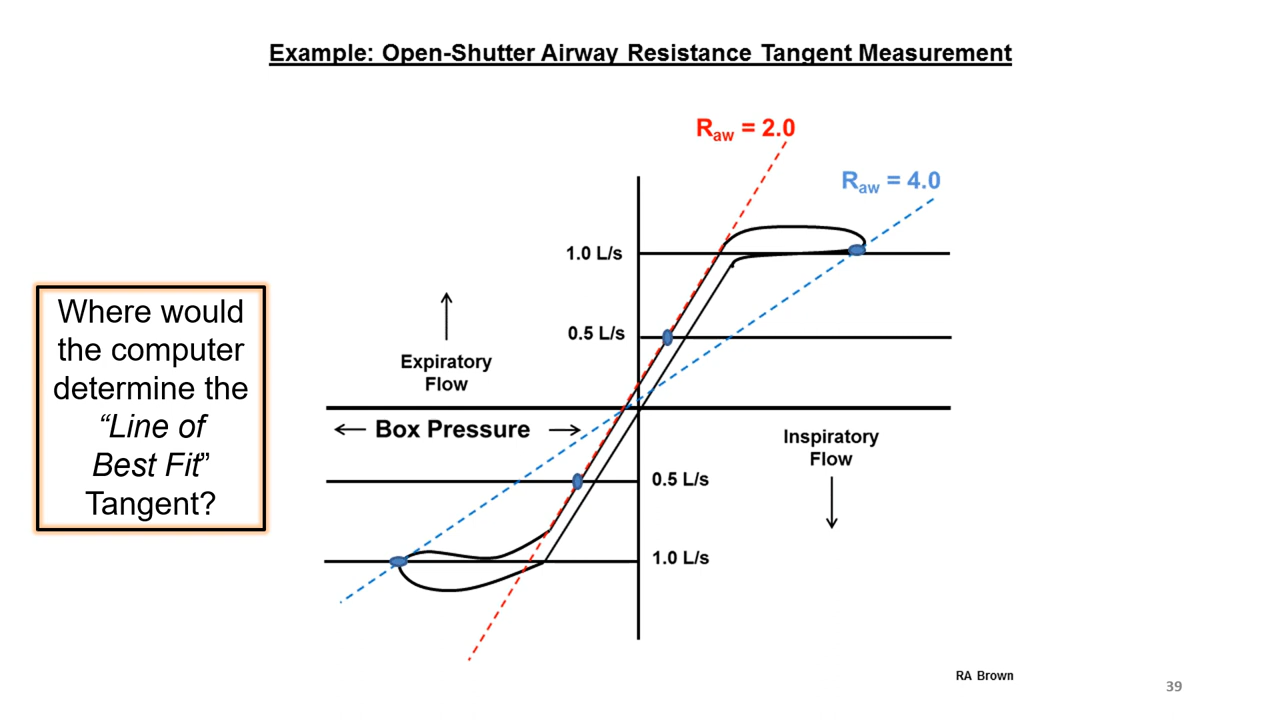 Example: Open-Shutter Airway Resistance Tangent Measurement
Raw = 2.0
Raw = 4.0
1.0 L/s
0.5 L/s
Expiratory
Flow
Where would
the computer
determine the
“Line of
Best Fit”
Tangent?
Box Pressure
Inspiratory
Flow
0.5 L/s
1.0 L/s
RA Brown
39